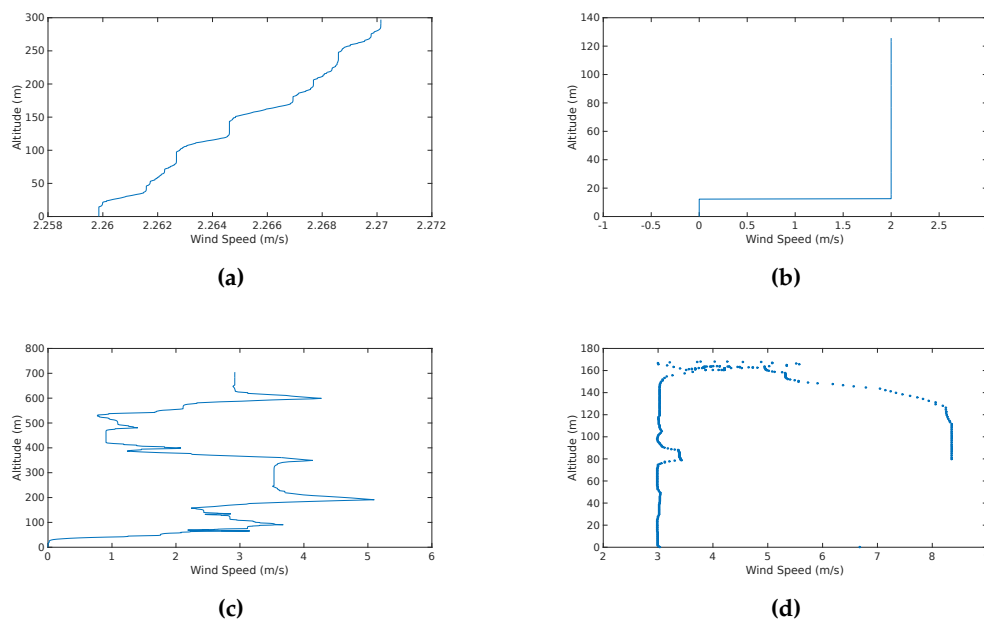 300
250
200
150
100
50
0
Altitude (m)
2.258 2.26 2.262 2.264 2.266 2.268 2.27 2.272
Wind Speed (m/s)
(a)
140
120
100
80
60
40
20
0
Altitude (m)
-1 -0.5 0 0.5 1 1.5 2 2.5
Wind Speed (m/s)
(b)
800
700
600
500
400
300
200
100
0
Altitude (m)
0 1 2 3 4 5 6
Wind Speed (m/s)
(c)
180
160
140
120
100
80
60
40
20
0
Altitude (m)
2 3 4 5 6 7 8
Wind Speed (m/s)
(d)